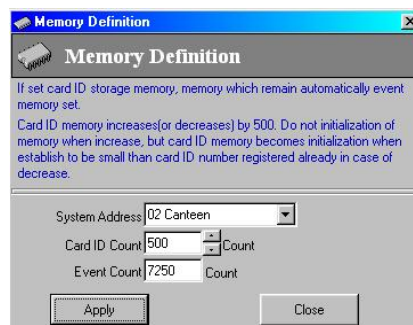 Memory Definition
Memory Definition
If set card ID storage memory, memory which remain automatically event
memory set.
Card ID memory increases(or decreases) by 500. Do not initialization of
memory when increase, but card ID memory becomes initialization when
establish to be small than card ID number registered already in case of
decrease.
System Address 02 Canteen
Card ID Count 500 Count
Event Count 7250 Count
Apply Close